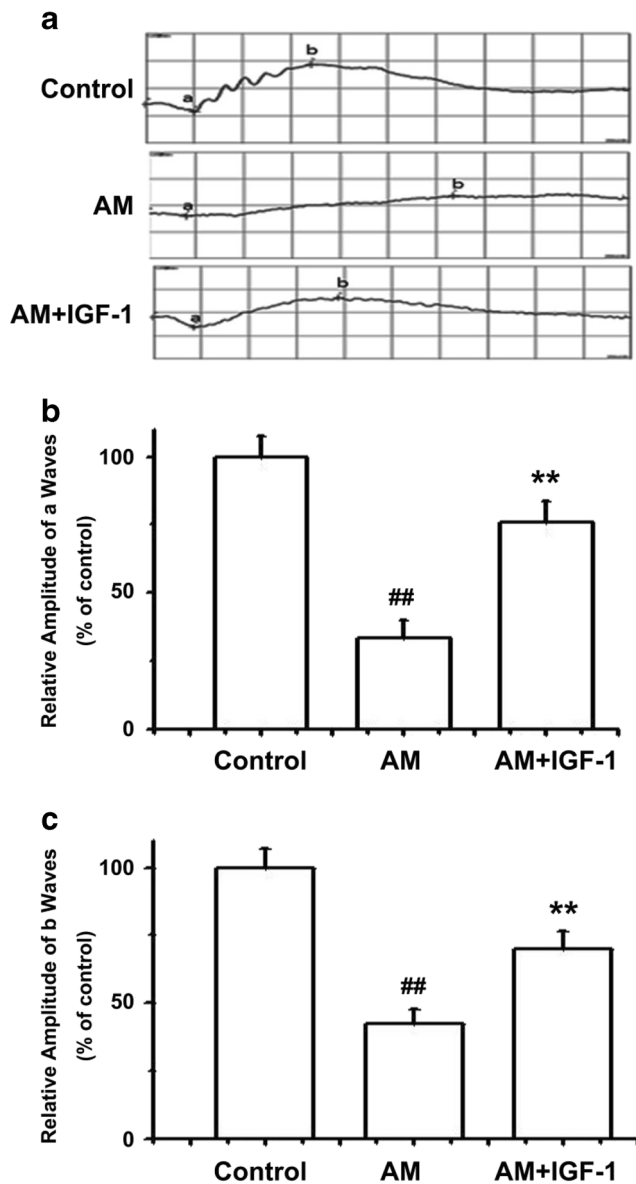 a
b
Control
a
b
AM
a
b
AM+IGF-1
a
b
Relative Amplitude of a Waves
(% of control)
100
50
0
##
**
Control AM AM+IGF-1
c
Relative Amplitude of b Waves
(% of control)
100
50
0
##
**
Control AM AM+IGF-1